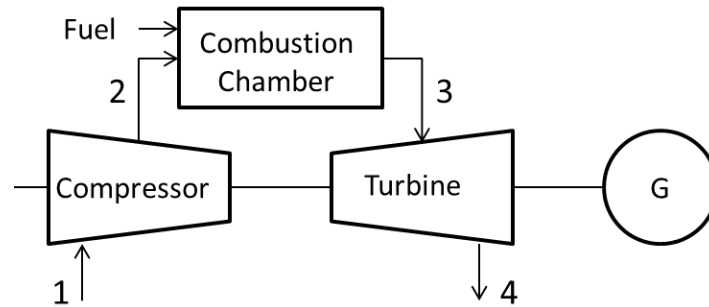 Fuel
Combustion
Chamber
2
3
Compressor
Turbine
G
1
4